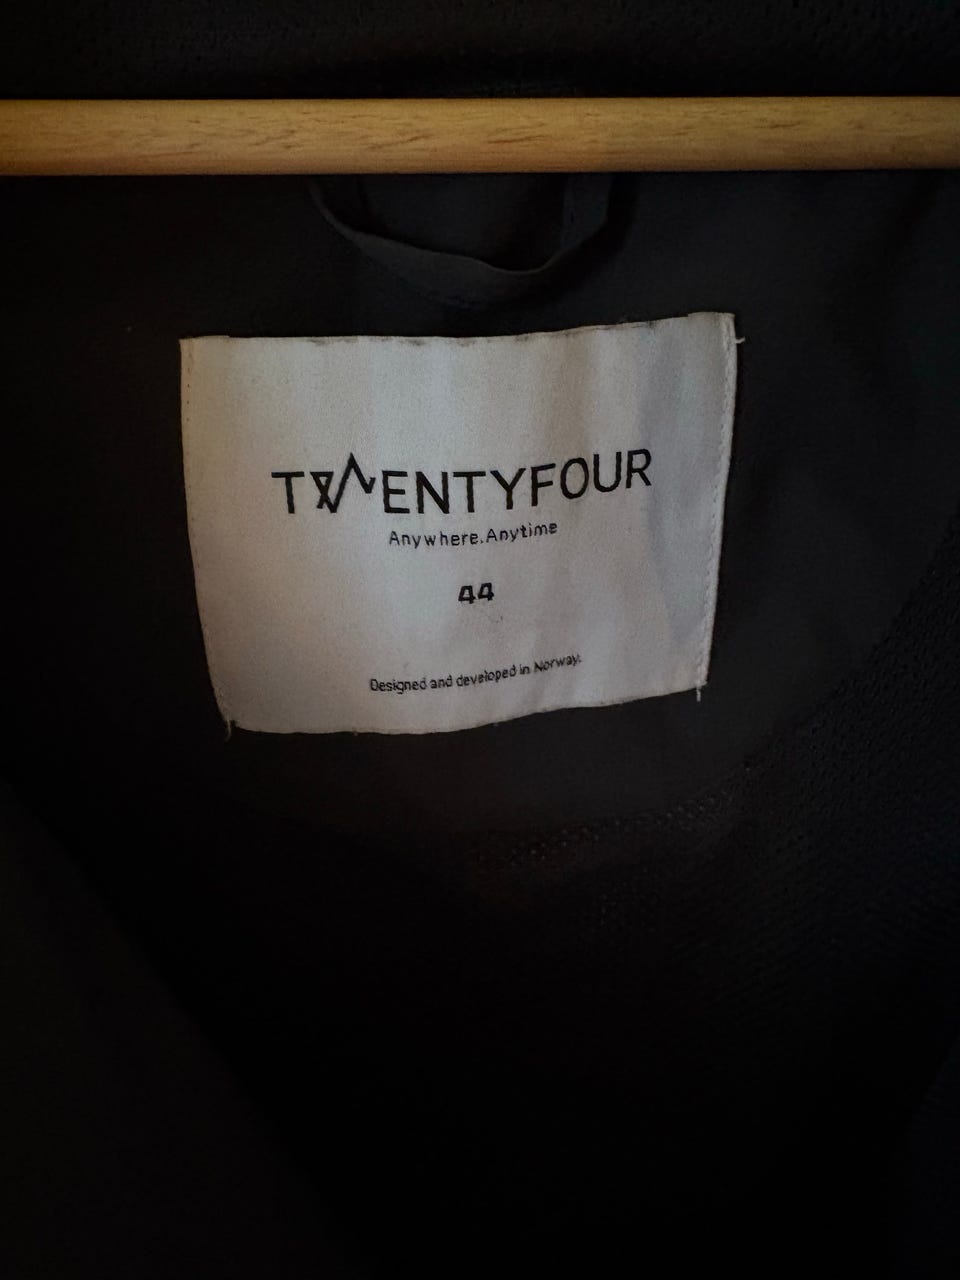 TWENTYFOUR
Anywhere.Anytime
44
Designed and developed in Norway.